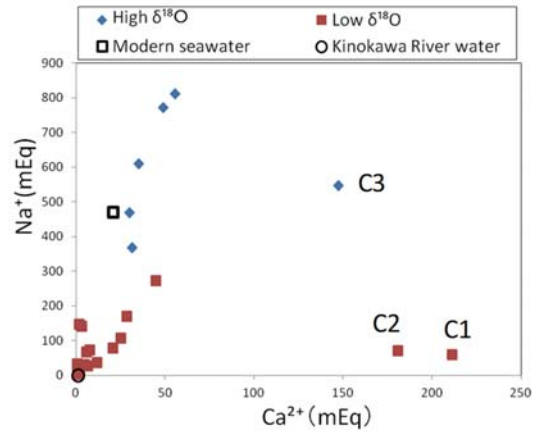 High δ¹⁸O Low δ¹⁸O
Modern seawater Kinokawa River water
900
800
700
600
500
400
300
200
100
0
Na⁺(mEq)
C3
C2 C1
0 50 100 150 200 250
Ca²⁺(mEq)